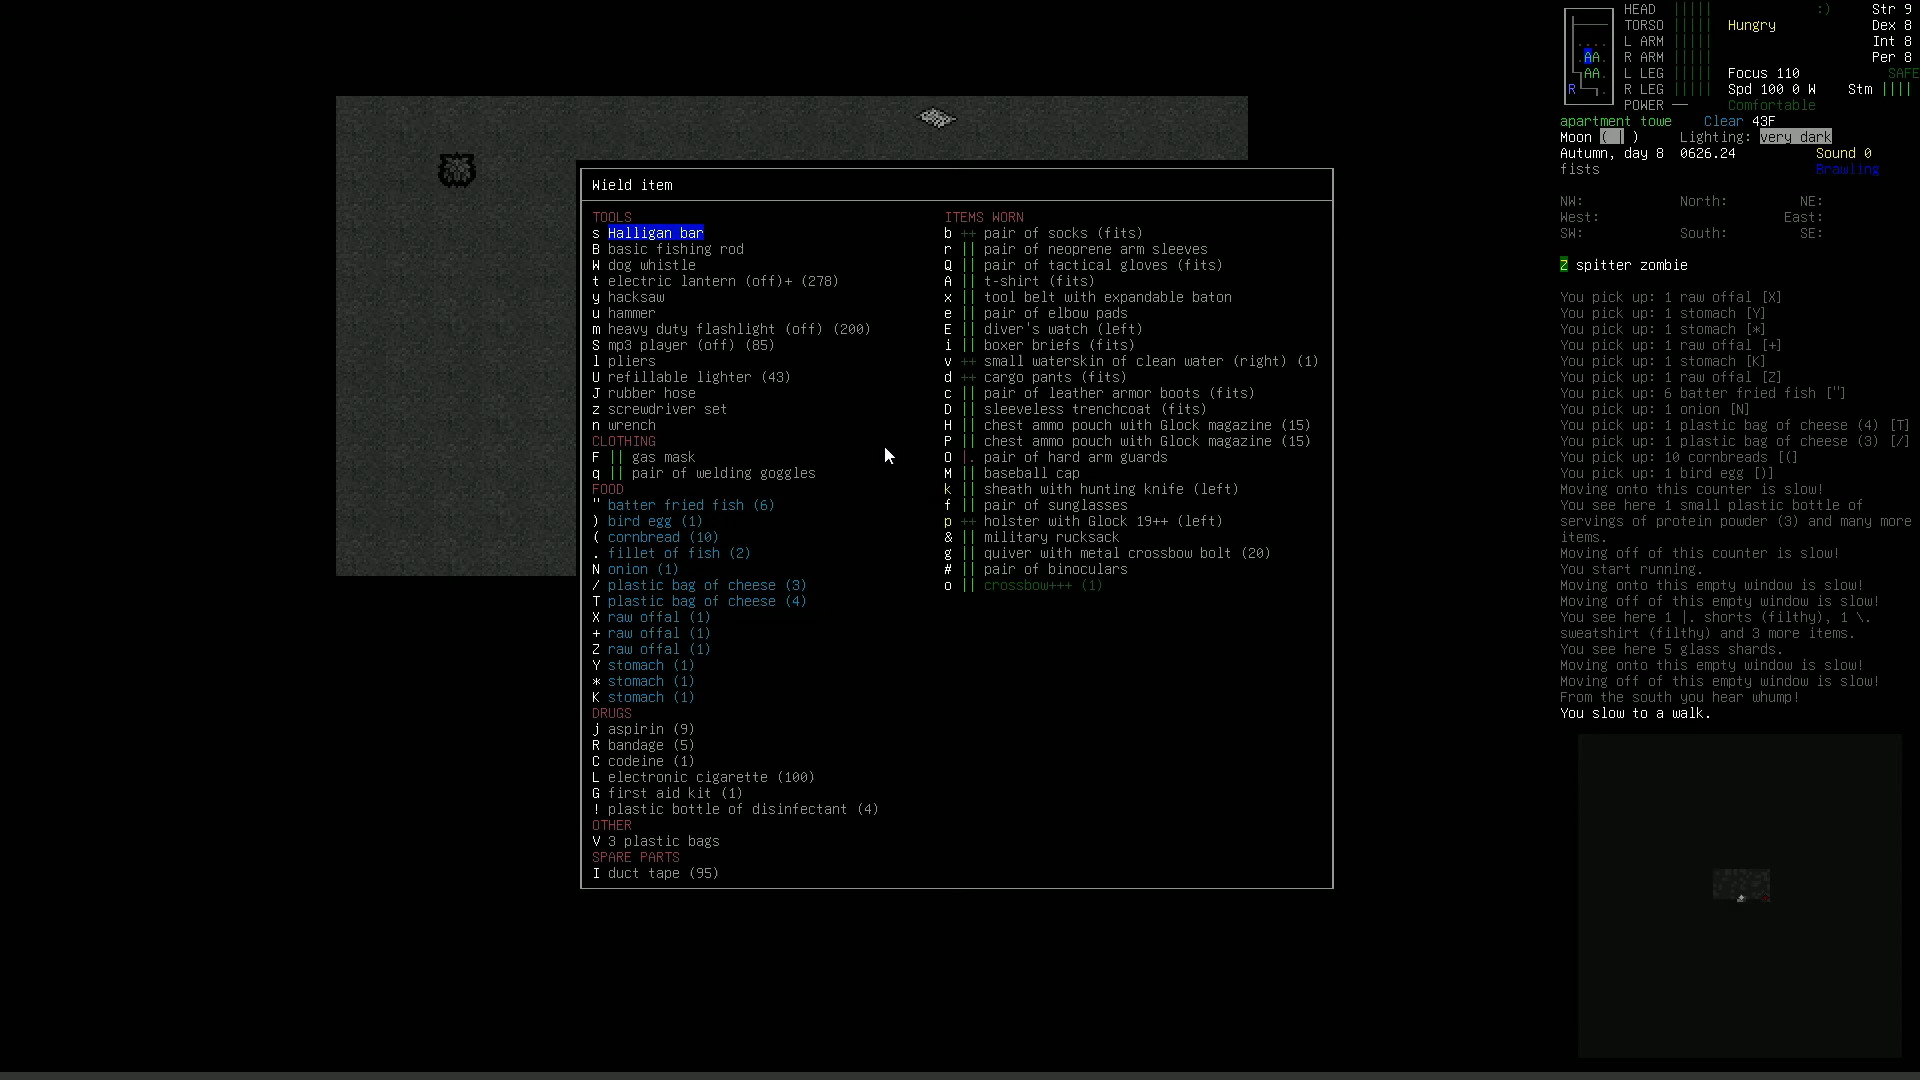 Wield item
TOOLS
s Halligan bar
B basic fishing rod
W dog whistle
t electric lantern (off)+ (278)
y hacksaw
u hammer
m heavy duty flashlight (off) (200)
S mp3 player (off) (85)
l pliers
U refillable lighter (43)
J rubber hose
z screwdriver set
n wrench
CLOTHING
F || gas mask
q || pair of welding goggles
FOOD
" batter fried fish (6)
) bird egg (1)
( cornbread (10)
. fillet of fish (2)
N onion (1)
/ plastic bag of cheese (3)
T plastic bag of cheese (4)
X raw offal (1)
+ raw offal (1)
Z raw offal (1)
Y stomach (1)
* stomach (1)
K stomach (1)
DRUGS
j aspirin (9)
R bandage (5)
C codeine (1)
L electronic cigarette (100)
G first aid kit (1)
! plastic bottle of disinfectant (4)
OTHER
V 3 plastic bags
SPARE PARTS
I duct tape (95)
ITEMS WORN
b ++ pair of socks (fits)
r || pair of neoprene arm sleeves
Q || pair of tactical gloves (fits)
A || t-shirt (fits)
x || tool belt with expandable baton
e || pair of elbow pads
E || diver's watch (left)
i || boxer briefs (fits)
v ++ small waterskin of clean water (right) (1)
d ++ cargo pants (fits)
c || pair of leather armor boots (fits)
D || sleeveless trenchcoat (fits)
H || chest ammo pouch with Glock magazine (15)
P || chest ammo pouch with Glock magazine (15)
O |. pair of hard arm guards
M || baseball cap
k || sheath with hunting knife (left)
f || pair of sunglasses
p ++ holster with Glock 19++ (left)
& || military rucksack
g || quiver with metal crossbow bolt (20)
# || pair of binoculars
o || crossbow+++ (1)
HEAD ||||| :) Str 9
TORSO ||||| Hungry Dex 8
L ARM ||||| Int 8
R ARM ||||| Per 8
L LEG ||||| Focus 110 SAFE
R LEG ||||| Spd 100 0 W Stm ||||
POWER -- Comfortable
AA.
AA.
R
apartment towe Clear 43F
Moon ( | ) Lighting: very dark
Autumn, day 8 0626.24 Sound 0
fists Brawling
NW: North: NE:
West: East:
SW: South: SE:
Z spitter zombie
You pick up: 1 raw offal [X]
You pick up: 1 stomach [Y]
You pick up: 1 stomach [*]
You pick up: 1 raw offal [+]
You pick up: 1 stomach [K]
You pick up: 1 raw offal [Z]
You pick up: 6 batter fried fish ["]
You pick up: 1 onion [N]
You pick up: 1 plastic bag of cheese (4) [T]
You pick up: 1 plastic bag of cheese (3) [/]
You pick up: 10 cornbreads [(]
You pick up: 1 bird egg [)]
Moving onto this counter is slow!
You see here 1 small plastic bottle of
servings of protein powder (3) and many more
items.
Moving off of this counter is slow!
You start running.
Moving onto this empty window is slow!
Moving off of this empty window is slow!
You see here 1 |. shorts (filthy), 1 \.
sweatshirt (filthy) and 3 more items.
You see here 5 glass shards.
Moving onto this empty window is slow!
Moving off of this empty window is slow!
From the south you hear whump!
You slow to a walk.